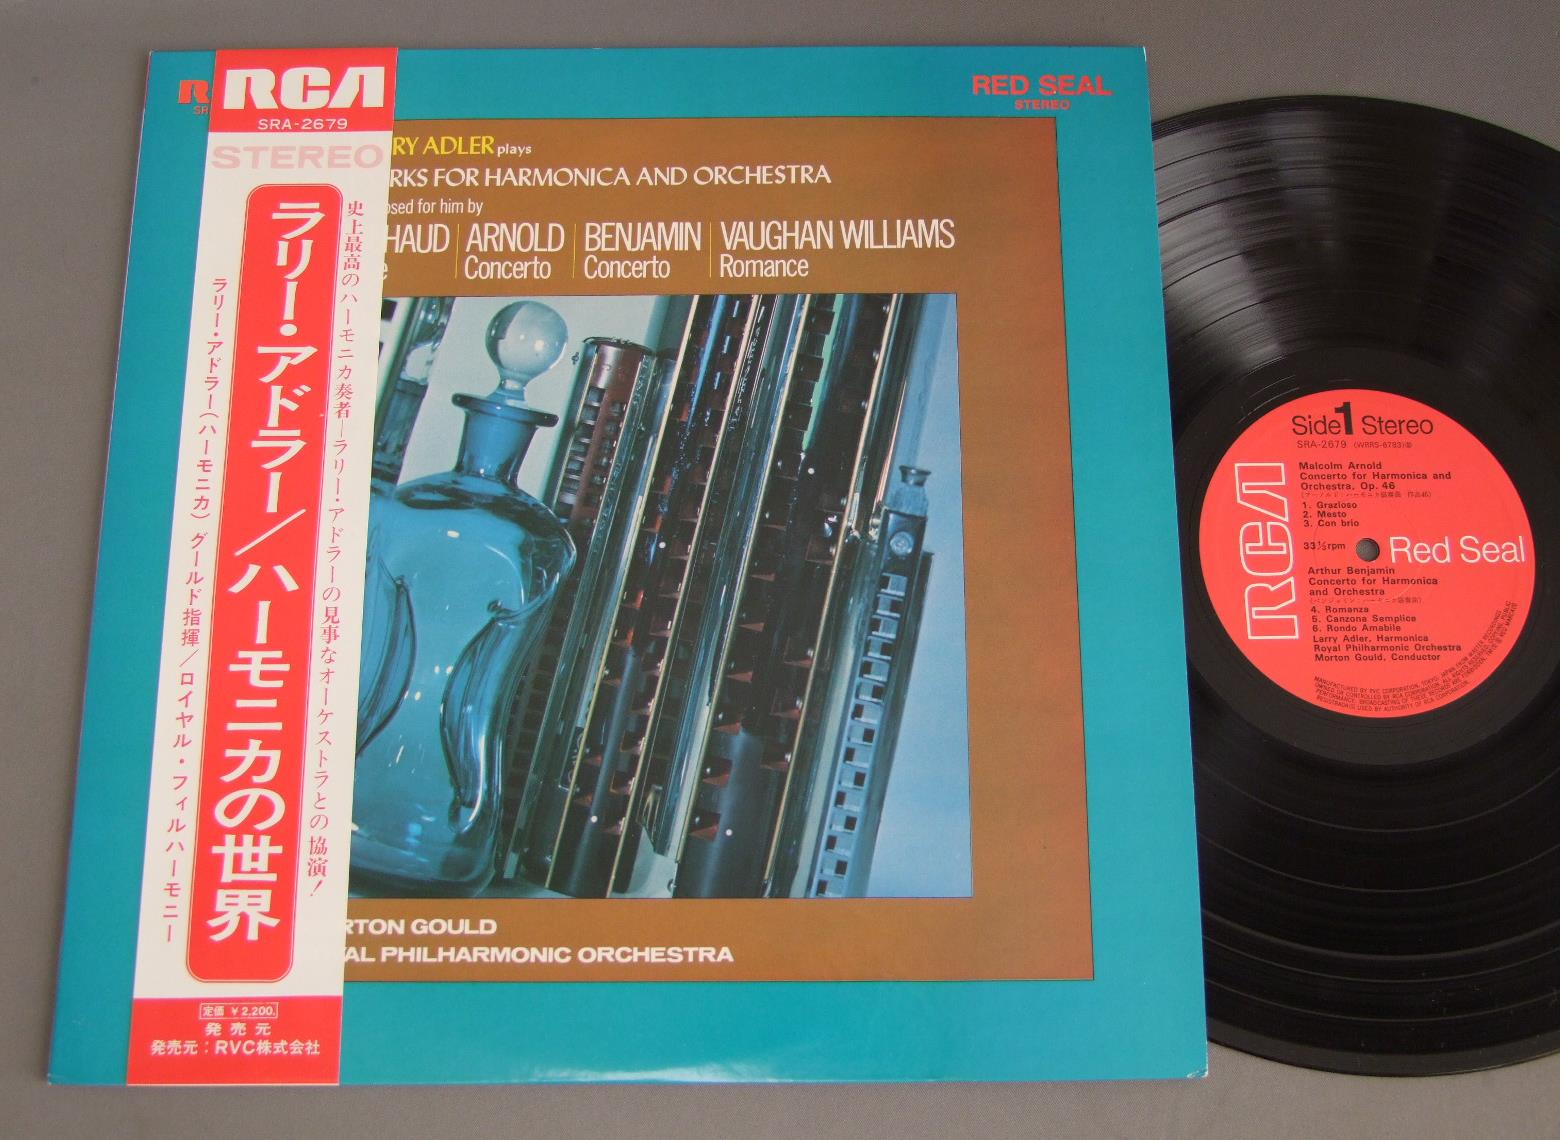 RCA
SRA-2679
STEREO
史上最高のハーモニカ奏者—ラリー・アドラーの見事なオーケストラとの協演！
ラリー・アドラー／ハーモニカの世界
ラリー・アドラー(ハーモニカ) グールド指揮／ロイヤル・フィルハーモニー
定価 ¥2,200.
発売元
発売元：RVC株式会社
R
SR
RED SEAL
STEREO
RY ADLER plays
RKS FOR HARMONICA AND ORCHESTRA
osed for him by
HAUD ARNOLD BENJAMIN VAUGHAN WILLIAMS
e Concerto Concerto Romance
RTON GOULD
AL PHILHARMONIC ORCHESTRA
Side 1 Stereo
SRA-2679 (WRRS-6783)
RCA
Malcolm Arnold
Concerto for Harmonica and
Orchestra, Op. 46
1. Grazioso
2. Mesto
3. Con brio
33⅓rpm
Red Seal
Arthur Benjamin
Concerto for Harmonica
and Orchestra
4. Romanza
5. Canzona Semplice
6. Rondo Amabile
Larry Adler, Harmonica
Royal Philharmonic Orchestra
Morton Gould, Conductor